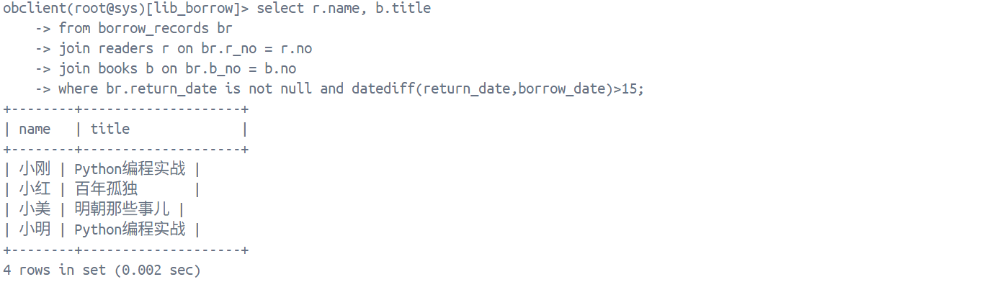 obclient(root@sys)[lib_borrow]> select r.name, b.title
    -> from borrow_records br
    -> join readers r on br.r_no = r.no
    -> join books b on br.b_no = b.no
    -> where br.return_date is not null and datediff(return_date,borrow_date)>15;
+--------+--------------------+
| name   | title              |
+--------+--------------------+
| 小刚 | Python编程实战 |
| 小红 | 百年孤独       |
| 小美 | 明朝那些事儿 |
| 小明 | Python编程实战 |
+--------+--------------------+
4 rows in set (0.002 sec)